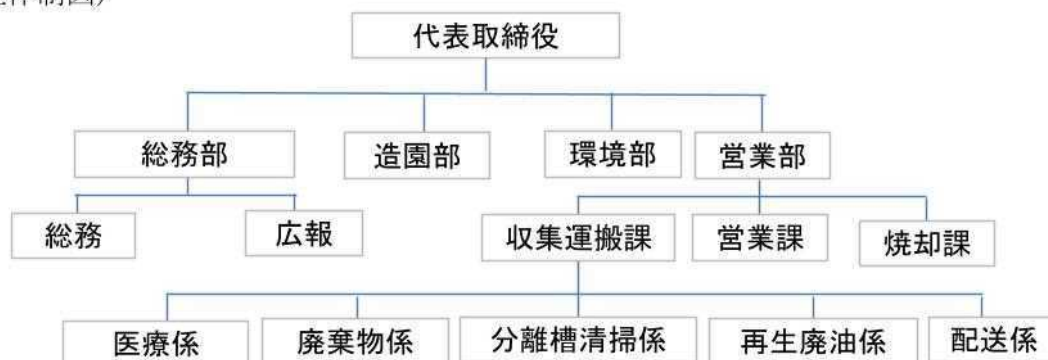 代表取締役
総務部 造園部 環境部 営業部
総務 広報 収集運搬課 営業課 焼却課
医療係 廃棄物係 分離槽清掃係 再生廃油係 配送係